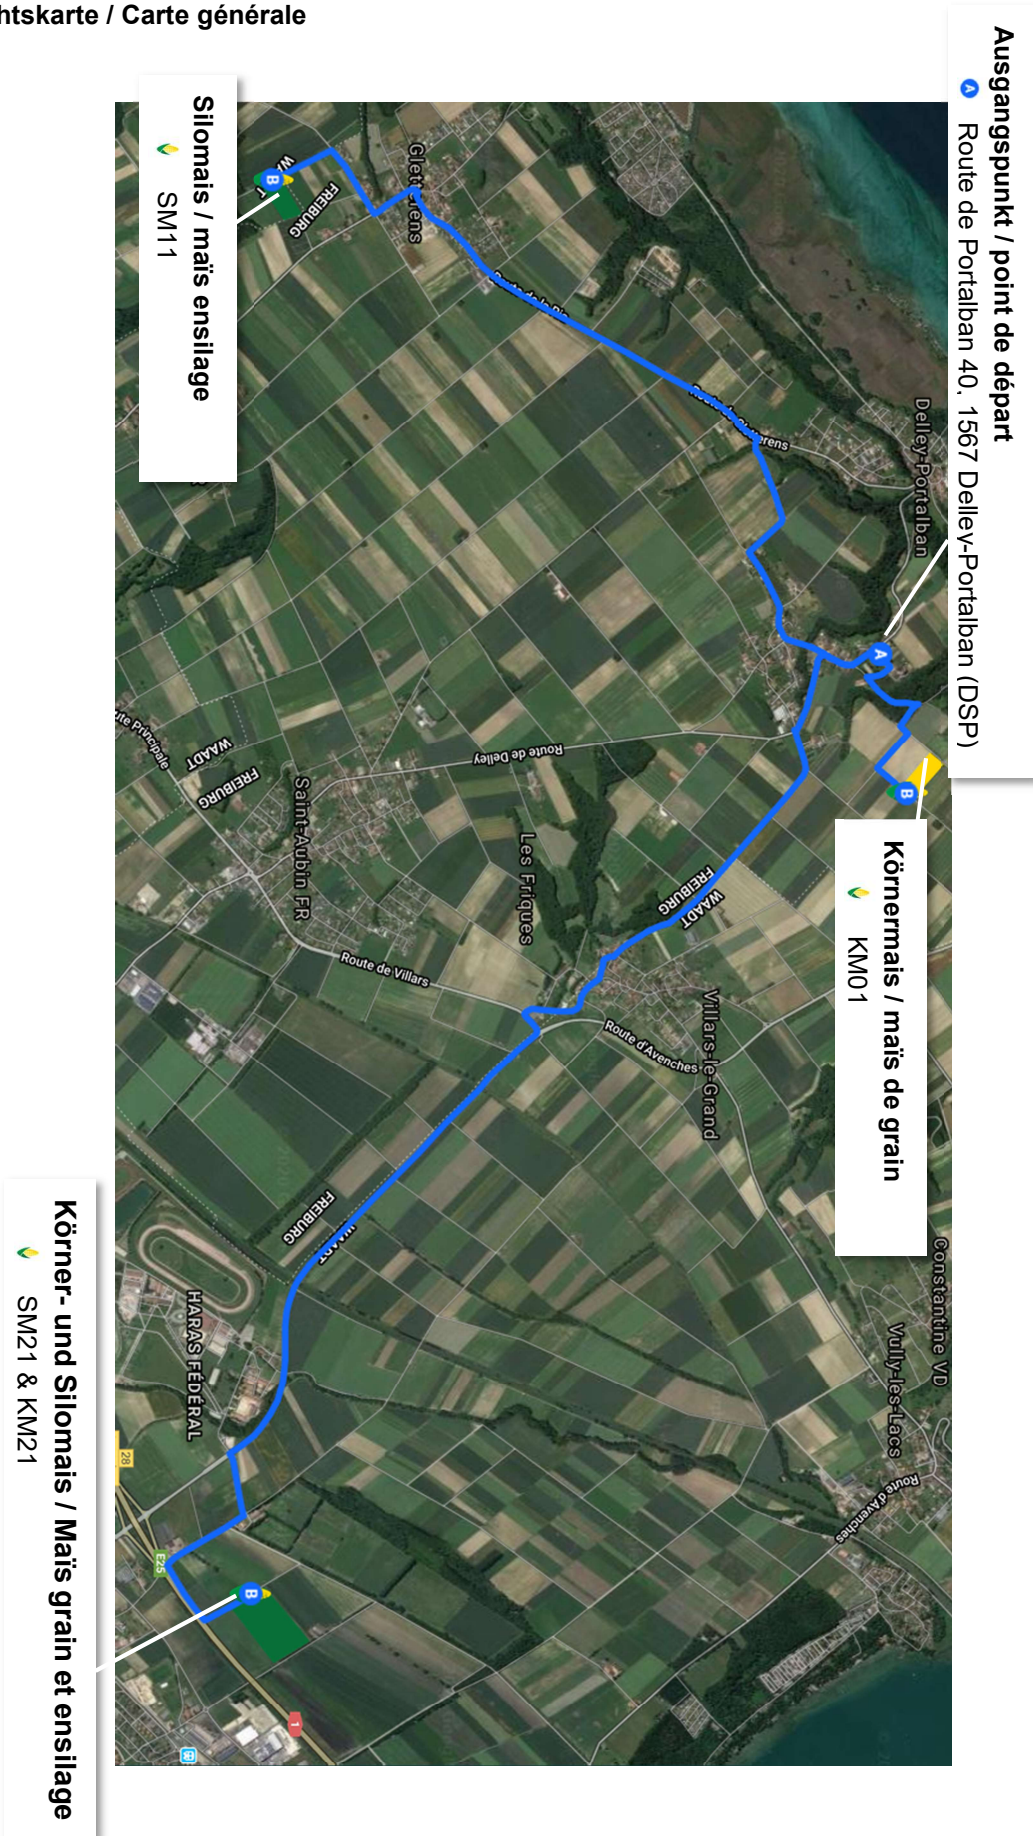 htskarte / Carte générale
Ausgangspunkt / point de départ
A Route de Portalban 40, 1567 Delley-Portalban (DSP)
Silomais / maïs ensilage
SM11
Körnermais / maïs de grain
KM01
Körner- und Silomais / Maïs grain et ensilage
SM21 & KM21
Delley-Portalban
Gletterens
FREIBURG
B
A
B
Route de Delley
WAADT
FREIBURG
Saint-Aubin FR
Les Friques
FREIBURG
WAADT
Route de Villars
Villars-le-Grand
Route d'Avenches
Constantine VD
Vully-les-Lacs
Route d'Avenches
FREIBURG
HARAS FÉDÉRAL
28
E25
B
1